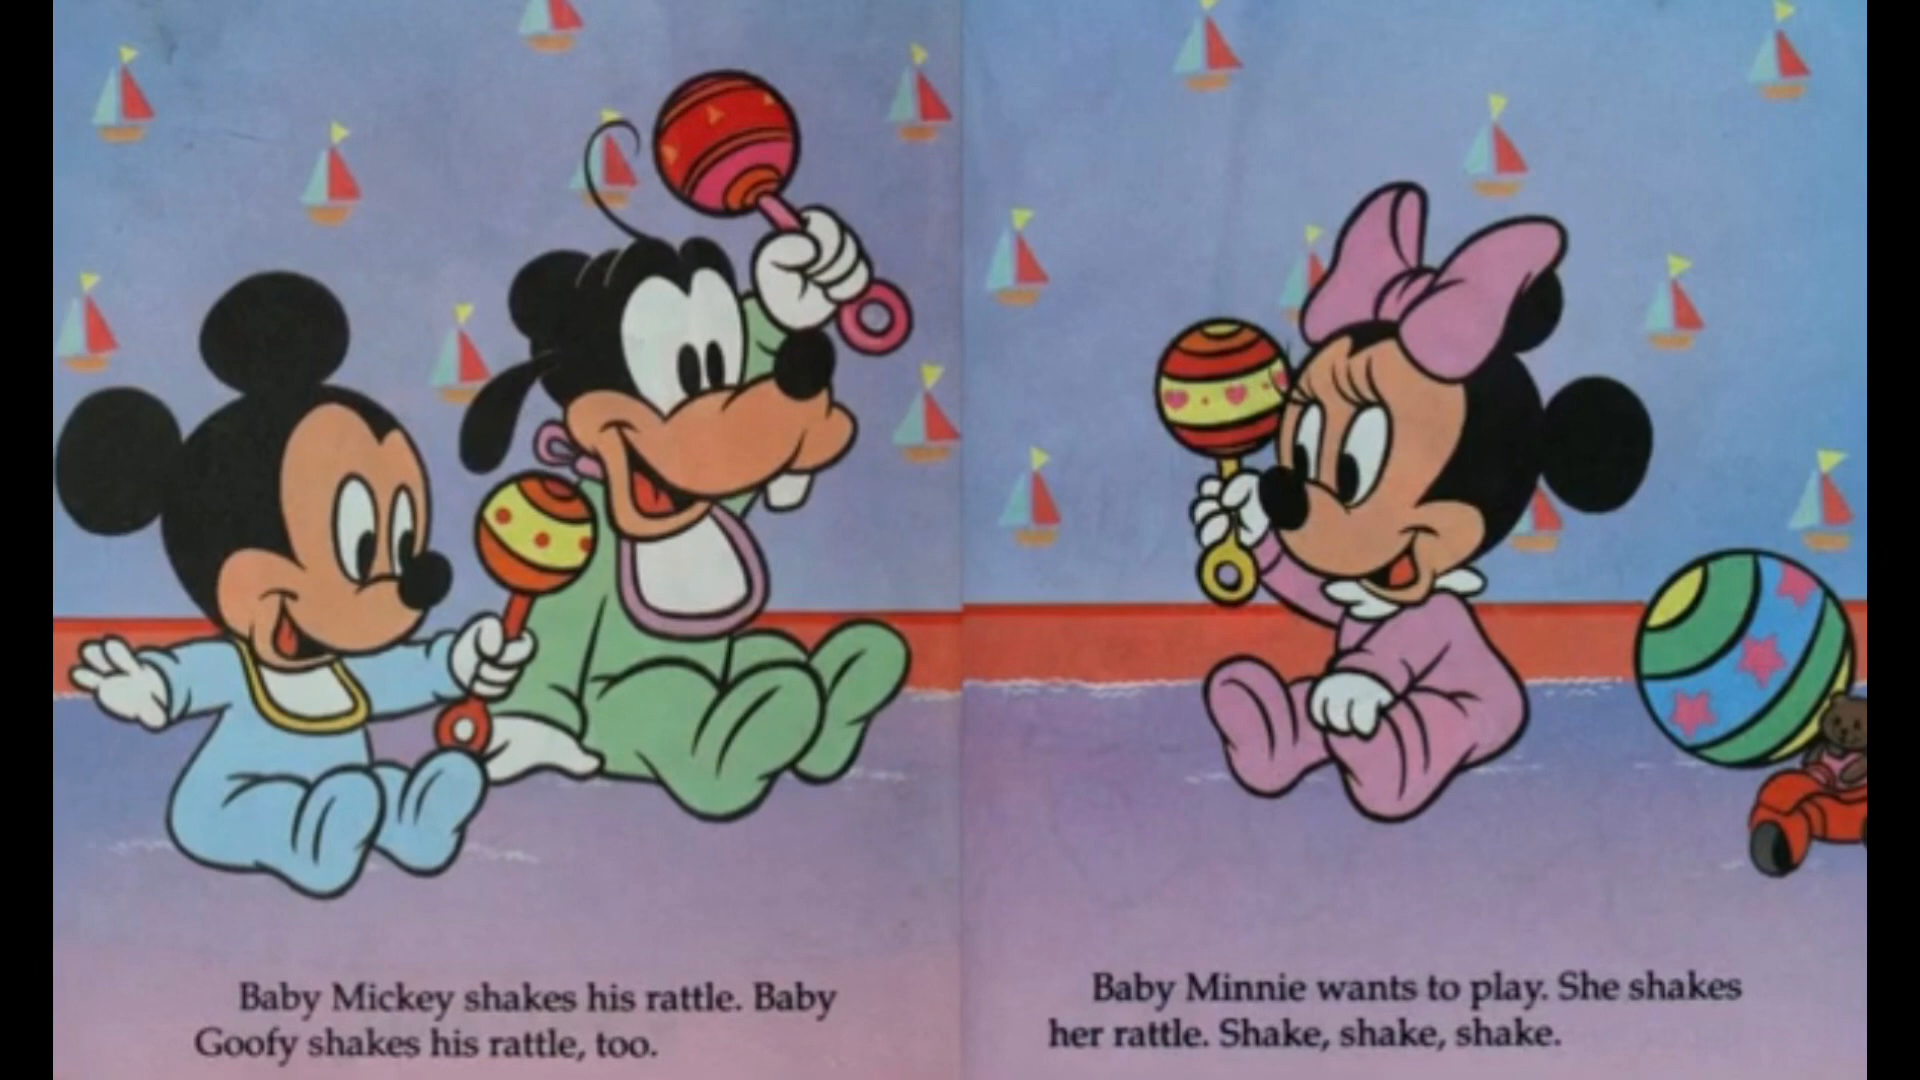 Baby Mickey shakes his rattle. Baby
Goofy shakes his rattle, too.
Baby Minnie wants to play. She shakes
her rattle. Shake, shake, shake.